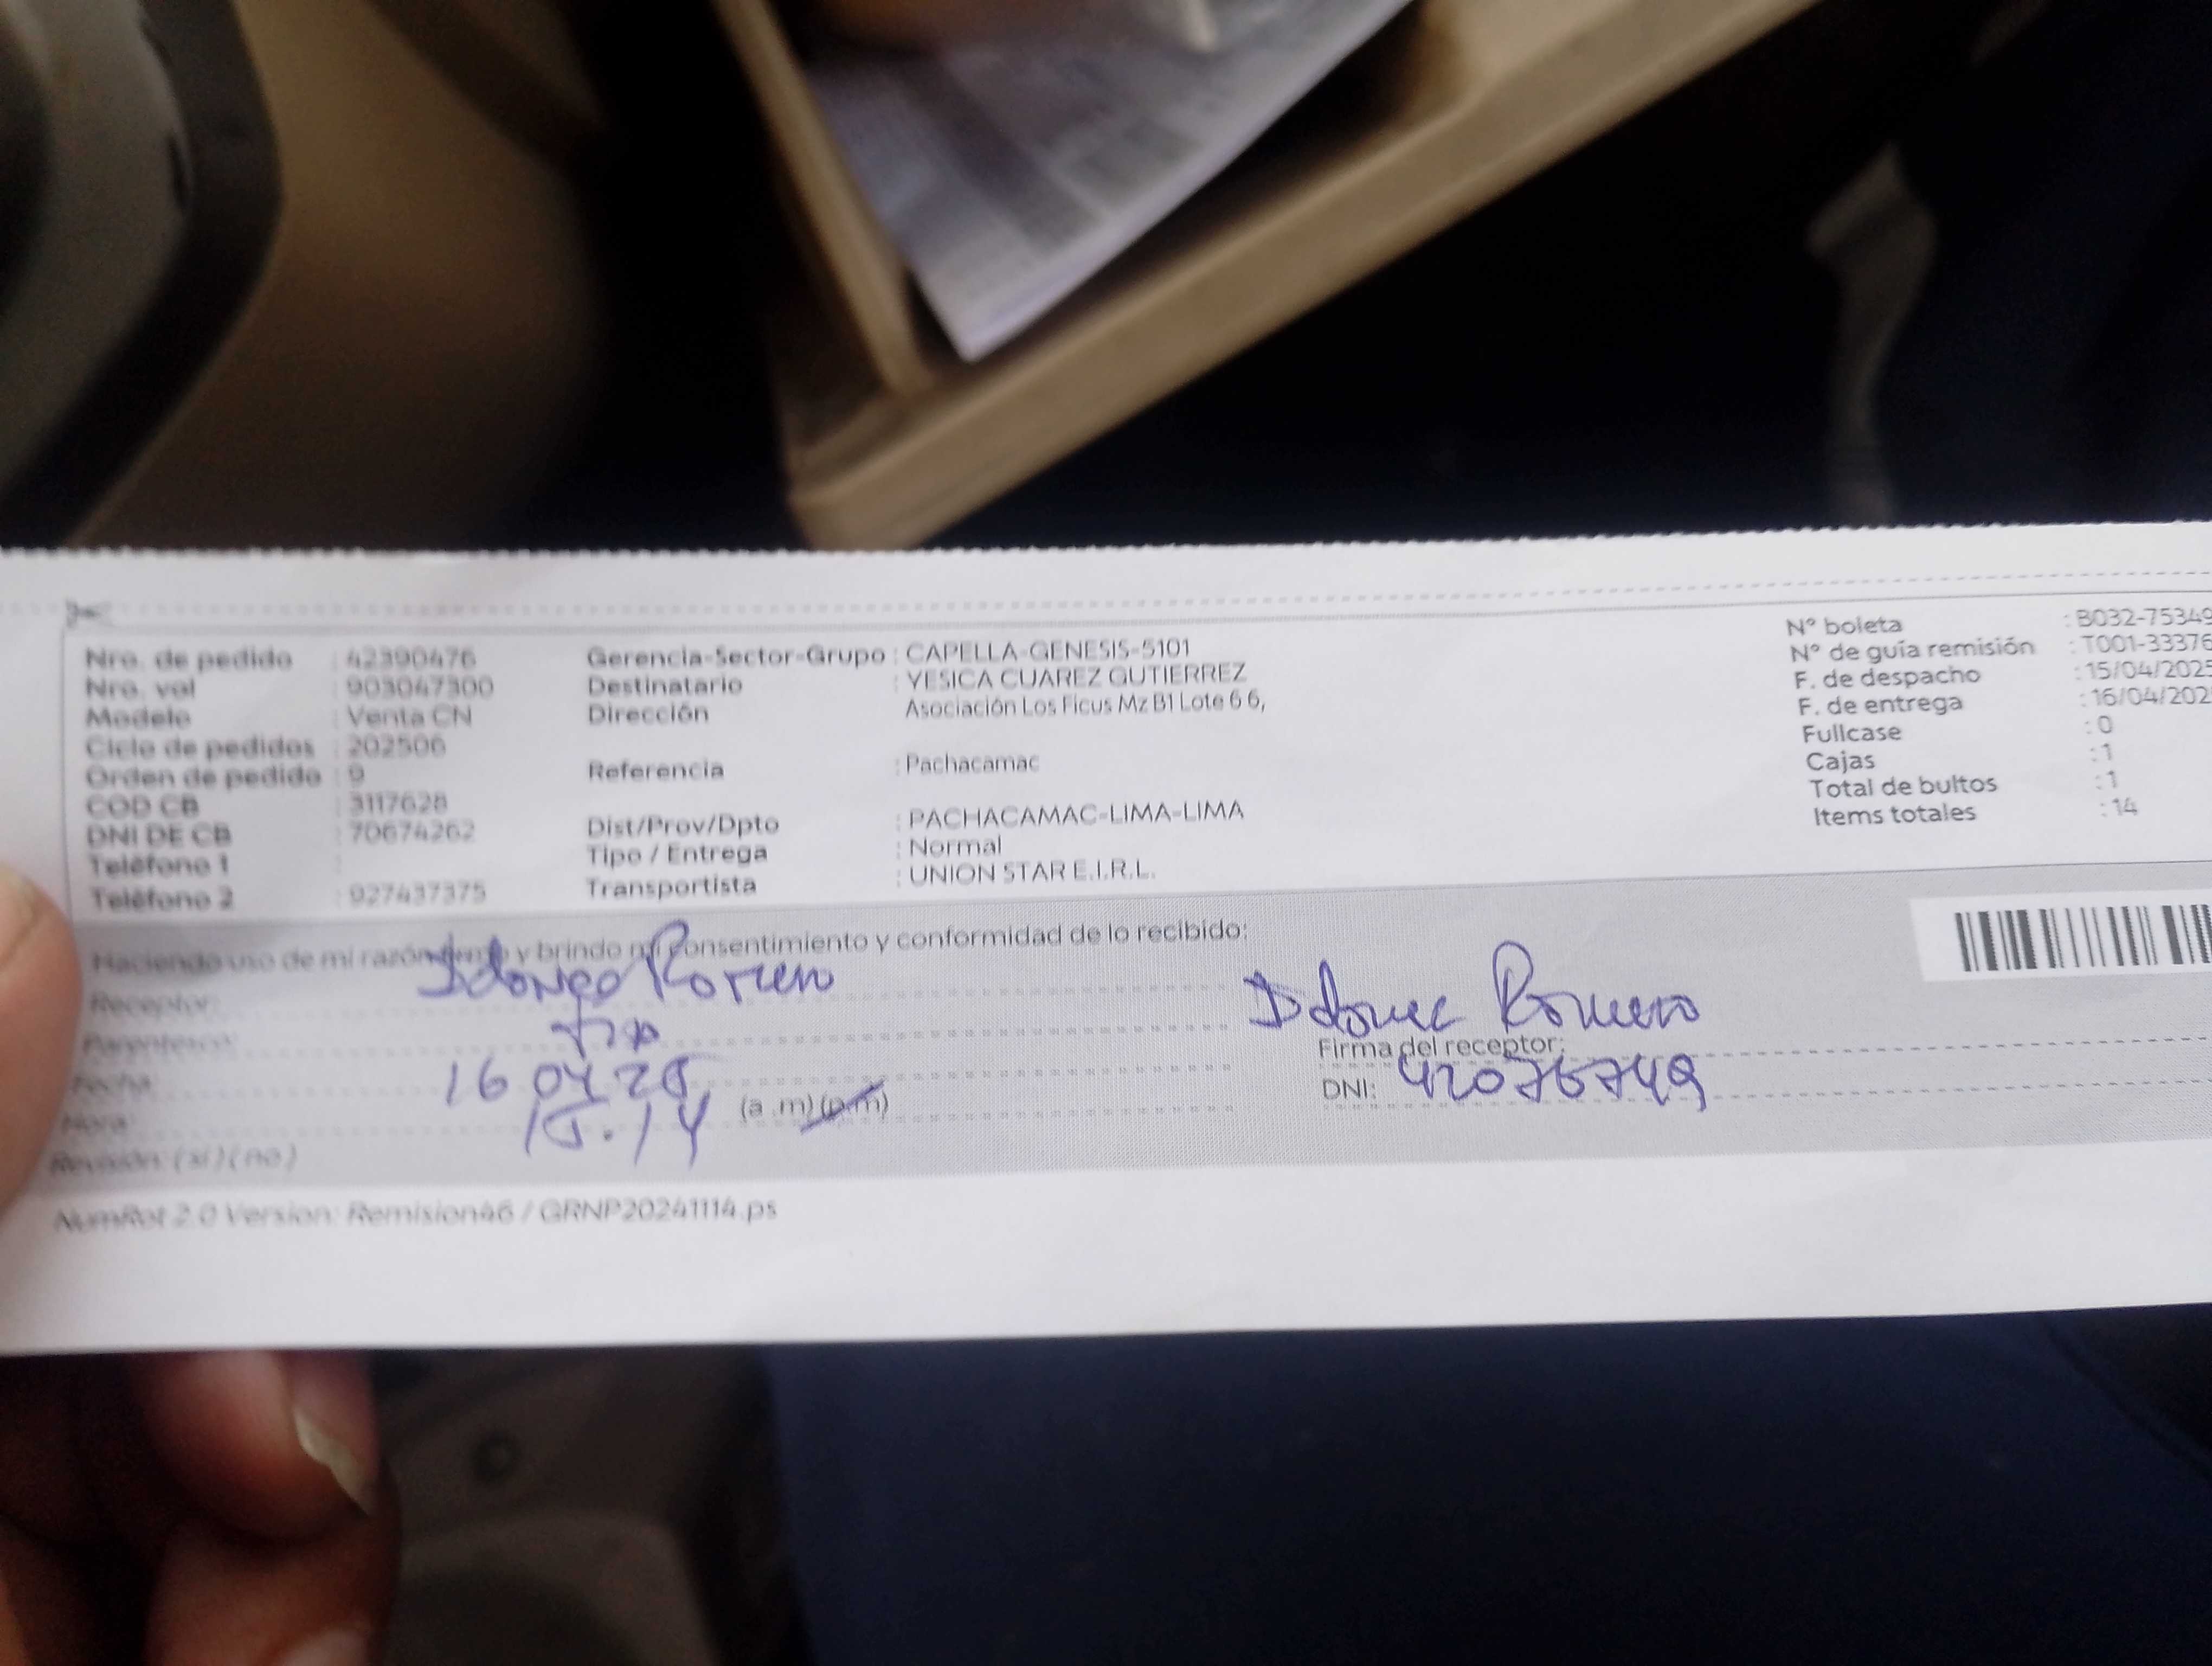 Nro. de pedido : 42390476
Nro. vol : 903047300
Modelo : Venta CN
Ciclo de pedidos : 202506
Orden de pedido : 9
COD CB : 3117628
DNI DE CB : 70674262
Teléfono 1 :
Teléfono 2 : 927437375
Gerencia-Sector-Grupo : CAPELLA-GENESIS-5101
Destinatario : YESICA CUAREZ GUTIERREZ
Dirección Asociación Los Ficus Mz B1 Lote 6 6,
Referencia : Pachacamac
Dist/Prov/Dpto : PACHACAMAC-LIMA-LIMA
Tipo / Entrega : Normal
Transportista : UNION STAR E.I.R.L.
N° boleta : B032-75349
N° de guía remisión : T001-33376
F. de despacho : 15/04/2025
F. de entrega : 16/04/202
Fullcase : 0
Cajas : 1
Total de bultos : 1
Items totales : 14
Haciendo uso de mi razón y brindo mi consentimiento y conformidad de lo recibido:
Receptor: Romero
Parentesco:
Fecha: 16 04 25
Hora: 15.14 (a .m) (p.m)
Revisión: (si) (no)
Romero
Firma del receptor:
DNI: 42076749
NumRot 2.0 Version: Remision46 / GRNP20241114.ps